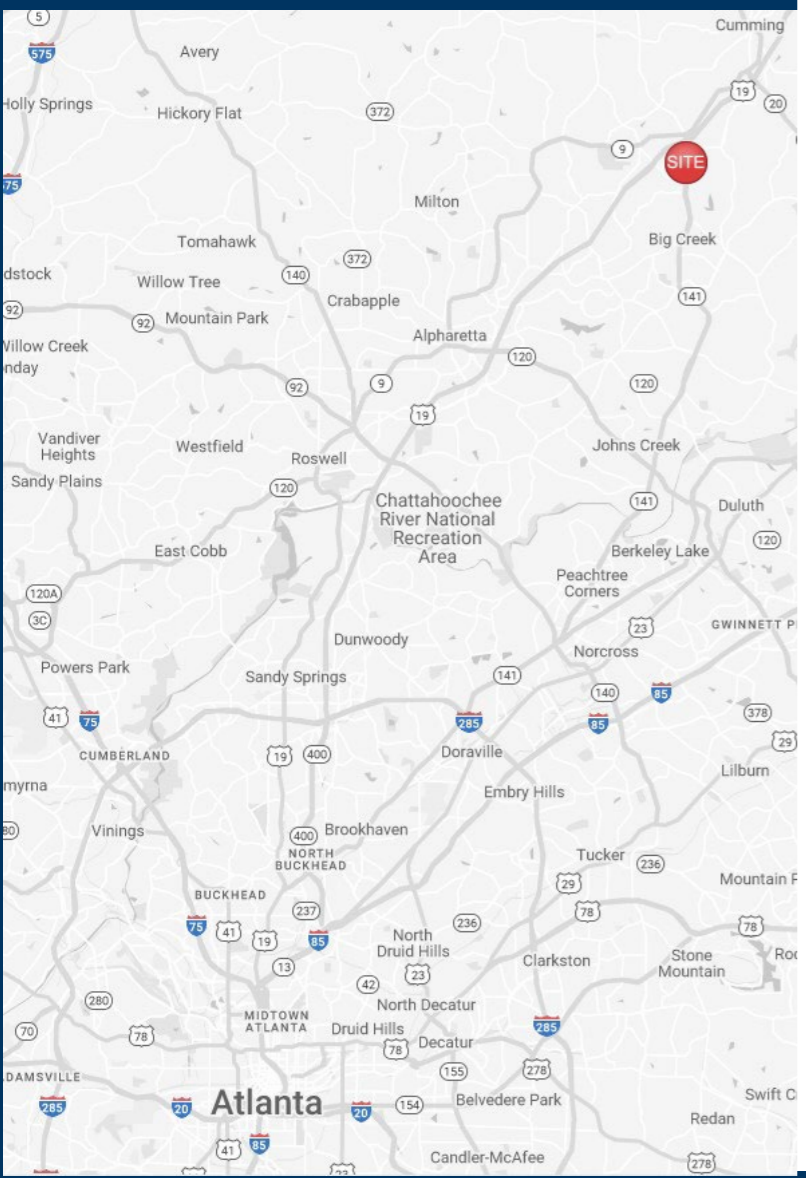 5
Cumming
575
Avery
19
20
Holly Springs
Hickory Flat
372
9
SITE
Milton
Tomahawk
Big Creek
372
140
Willow Tree
92
Mountain Park
92
Crabapple
141
Alpharetta
120
Willow Creek
92
9
120
19
Vandiver
Heights
Westfield
Roswell
Johns Creek
Sandy Plains
120
Chattahoochee
River National
Recreation
Area
141
Duluth
120
East Cobb
Berkeley Lake
Peachtree
Corners
120A
3C
23
GWINNETT P
Dunwoody
Norcross
Powers Park
Sandy Springs
141
140
85
41
75
285
85
378
CUMBERLAND
19
400
Doraville
29
Lilburn
myrna
Embry Hills
Vinings
400
Brookhaven
NORTH
BUCKHEAD
Tucker
236
29
Mountain P
BUCKHEAD
237
78
75
41
19
85
236
78
North
Druid Hills
13
23
Clarkston
Stone
Mountain
Roc
42
280
North Decatur
MIDTOWN
ATLANTA
Druid Hills
285
70
78
78
Decatur
155
278
DAMSVILLE
285
20
Atlanta
20
154
Belvedere Park
Swift C
Redan
41
85
Candler-McAfee
278